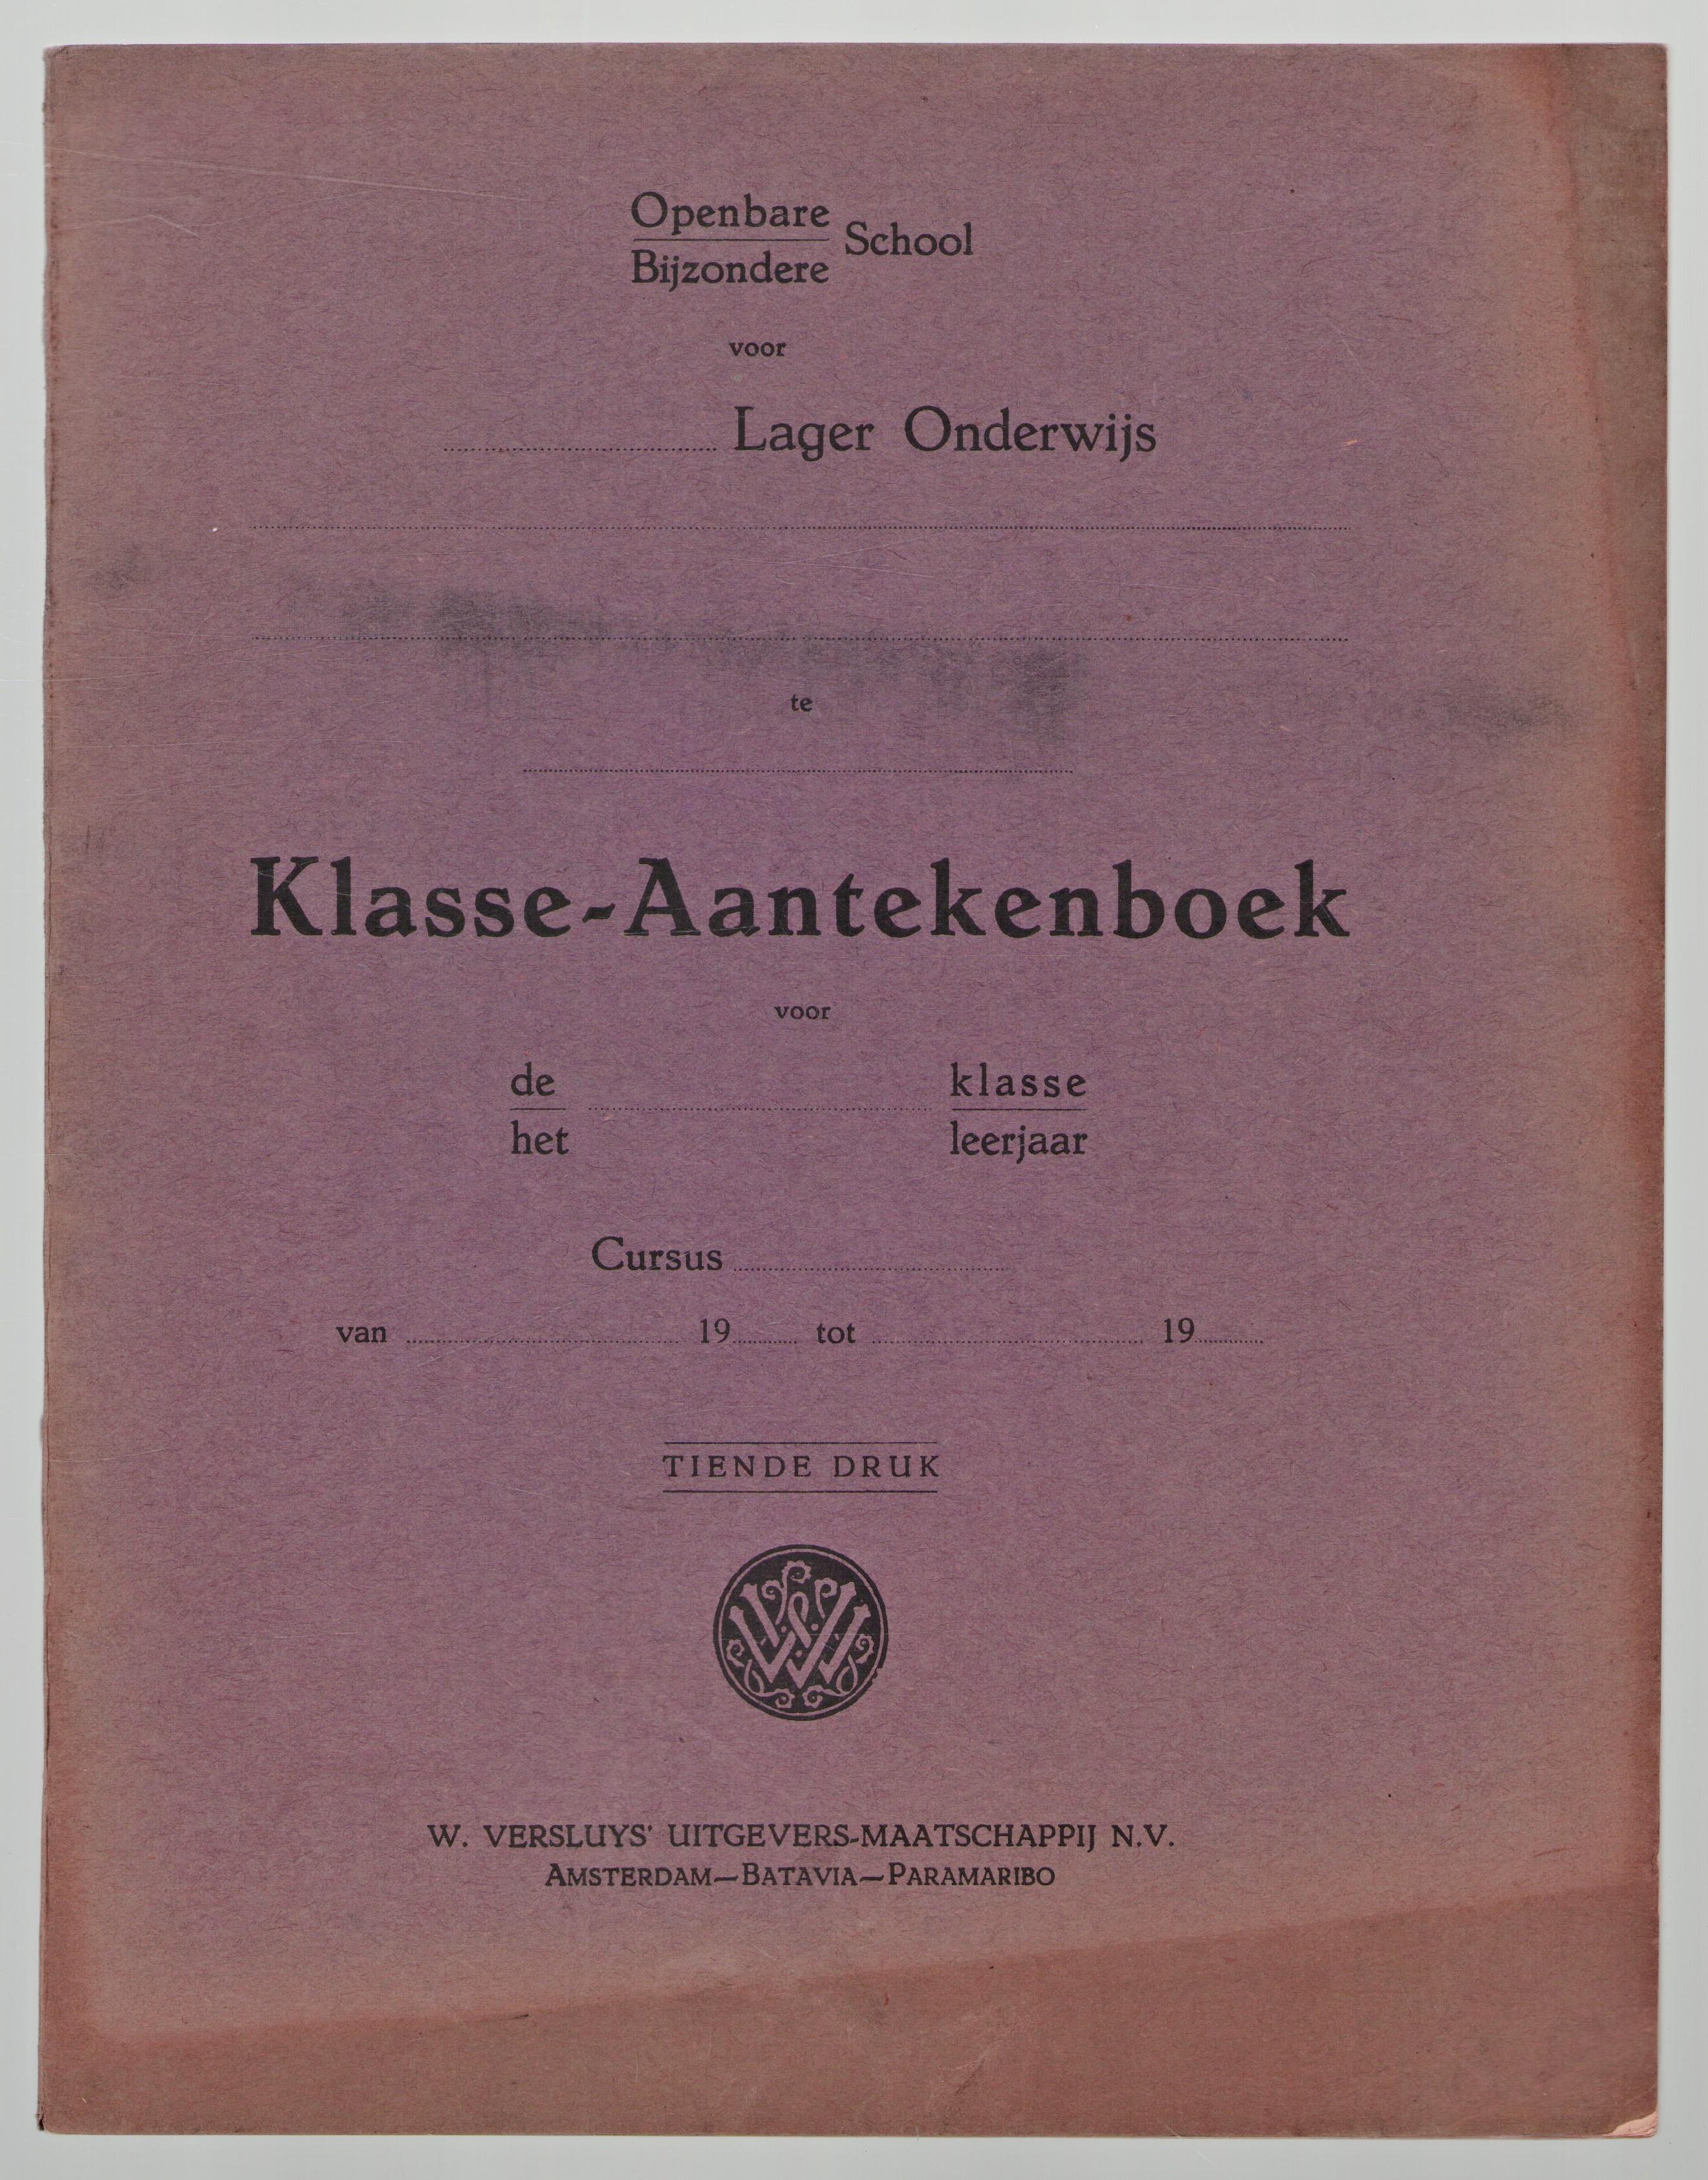 Openbare
Bijzondere School
voor
Lager Onderwijs
te
Klasse-Aantekenboek
voor
de klasse
het leerjaar
Cursus
van 19 tot 19
TIENDE DRUK
WV
W. VERSLUYS' UITGEVERS-MAATSCHAPPIJ N.V.
AMSTERDAM—BATAVIA—PARAMARIBO